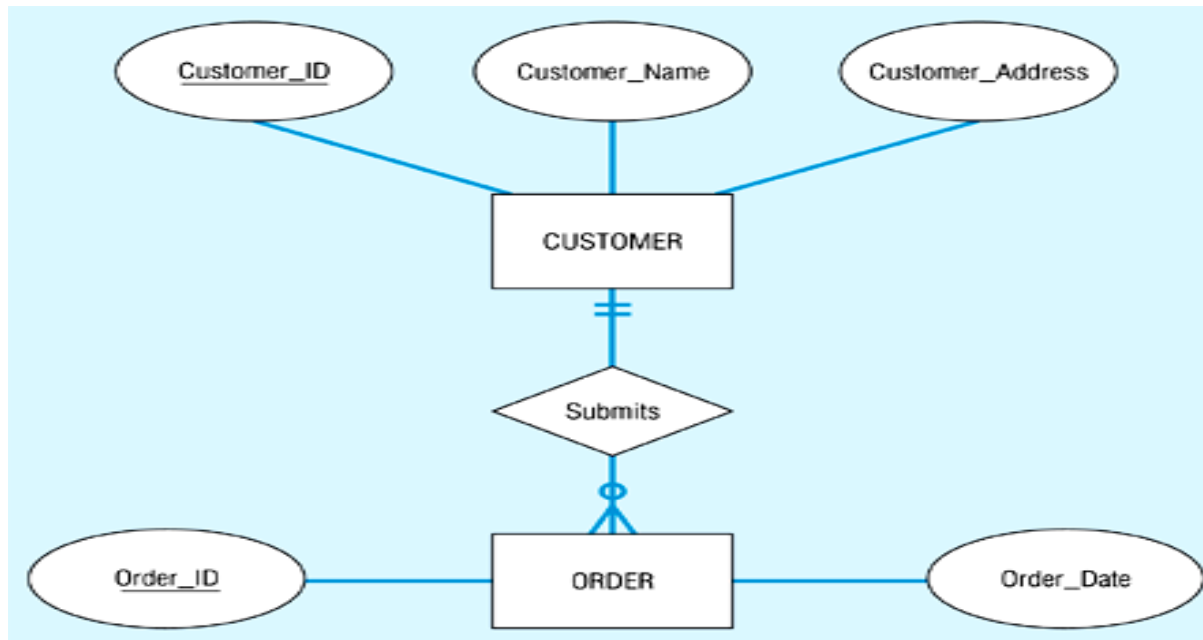 Customer_ID
Customer_Name
Customer_Address
CUSTOMER
Submits
Order_ID
ORDER
Order_Date